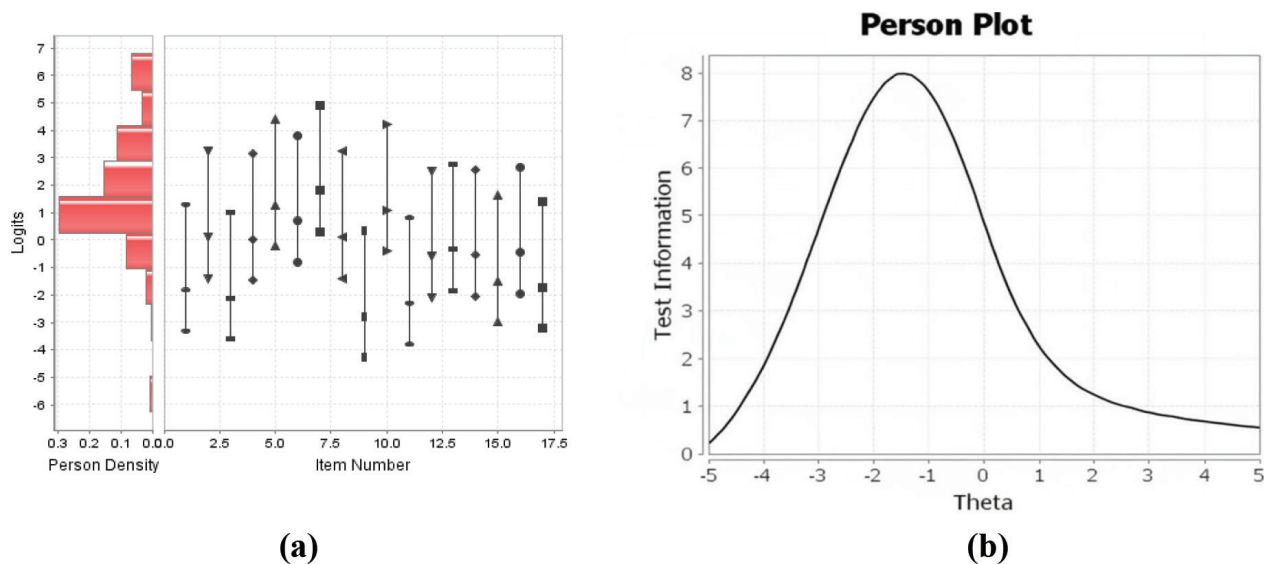 Person Plot
7
6
5
4
3
2
1
0
-1
-2
-3
-4
-5
-6
Logits
0.3 0.2 0.1 0.0.0 2.5 5.0 7.5 10.0 12.5 15.0 17.5
Person Density Item Number
(a)
8
7
6
5
4
3
2
1
0
Test Information
-5 -4 -3 -2 -1 0 1 2 3 4 5
Theta
(b)